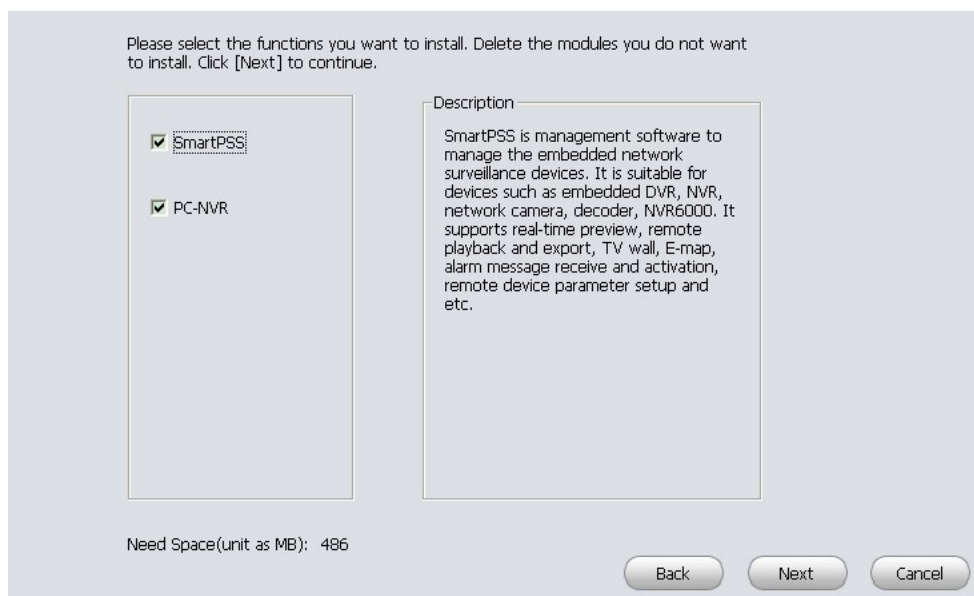 Please select the functions you want to install. Delete the modules you do not want
to install. Click [Next] to continue.
SmartPSS
PC-NVR
Description
SmartPSS is management software to
manage the embedded network
surveillance devices. It is suitable for
devices such as embedded DVR, NVR,
network camera, decoder, NVR6000. It
supports real-time preview, remote
playback and export, TV wall, E-map,
alarm message receive and activation,
remote device parameter setup and
etc.
Need Space(unit as MB): 486
Back
Next
Cancel